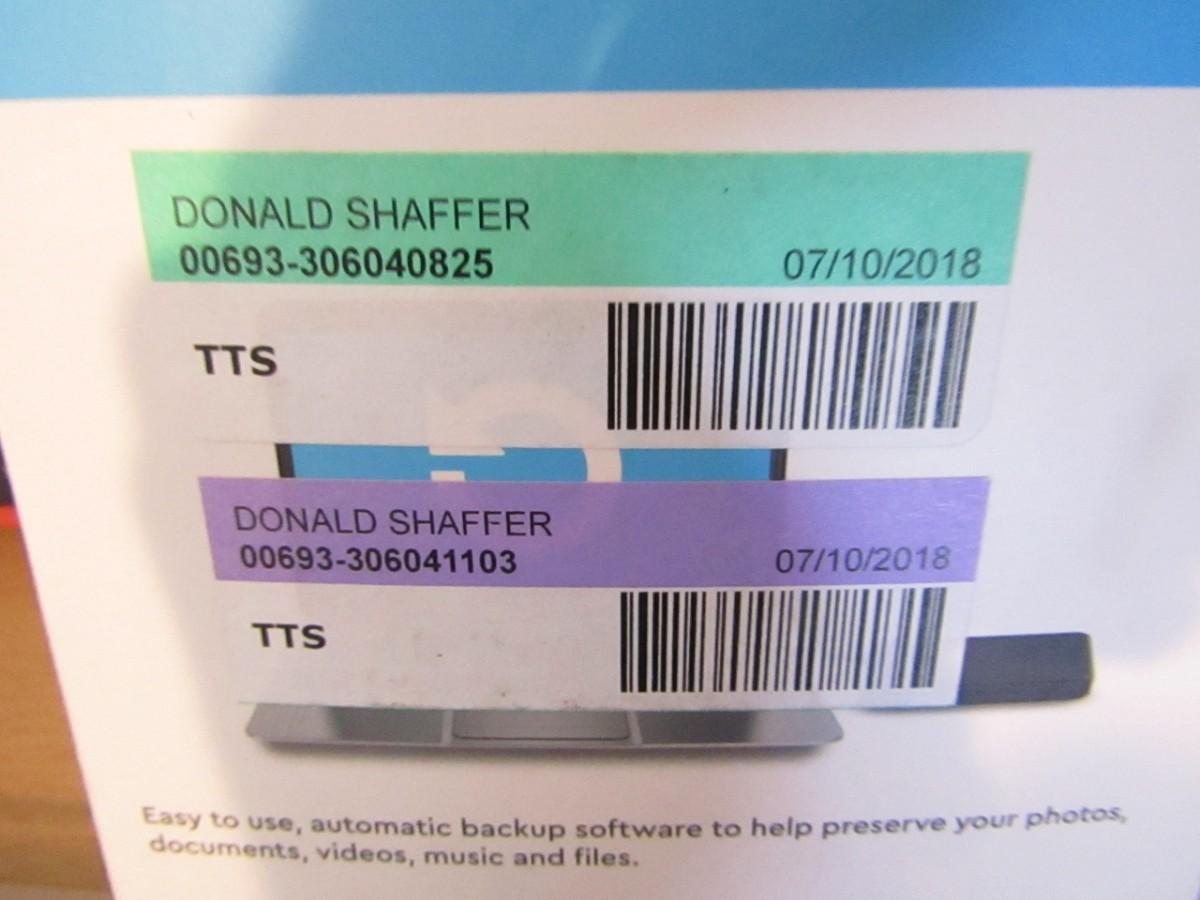 DONALD SHAFFER
00693-306040825 07/10/2018
TTS
DONALD SHAFFER
00693-306041103 07/10/2018
TTS
Easy to use, automatic backup software to help preserve your photos,
documents, videos, music and files.